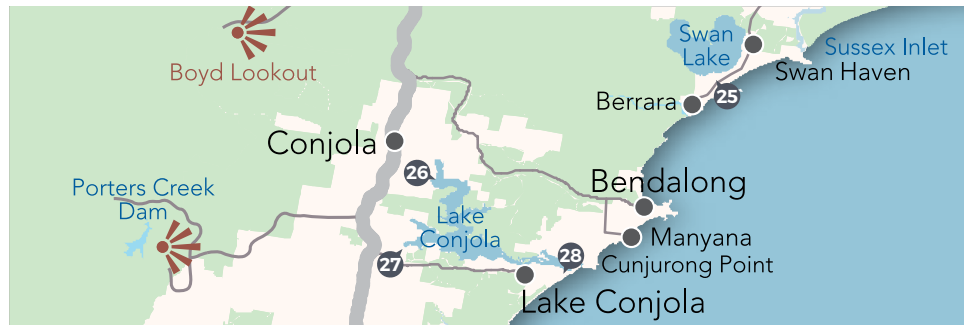 Boyd Lookout
Swan
Lake
Sussex Inlet
Swan Haven
25
Berrara
Conjola
26
Porters Creek
Dam
Bendalong
Lake
Conjola
Manyana
27
28
Cunjurong Point
Lake Conjola